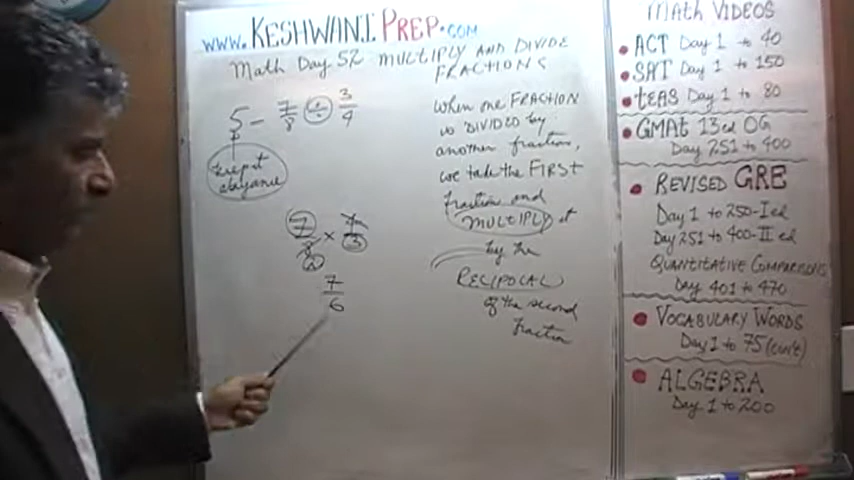 www.KESHWANIPREP.COM
Math Day 52 MULTIPLY AND DIVIDE
FRACTIONS
5 - 7/8 ÷ 3/4
keep it
abayance
7/8 × 4/3
2
7/6
When one FRACTION
is DIVIDED by
another fraction,
we take the FIRST
fraction and
MULTIPLY it
by the
RECIPOCAL
of the second
fraction
Math VIDEOS
ACT Day 1 to 40
SAT Day 1 to 150
tEAS Day 1 to 80
GMAt 13ed OG
Day 251 to 400
REVISED GRE
Day 1 to 250-I ed
Day 251 to 400-II ed
QUANTITATIVE COMPARISONS
Day 401 to 470
VOCABULARY WORDS
Day 1 to 75
ALGEBRA
Day 1 to 200